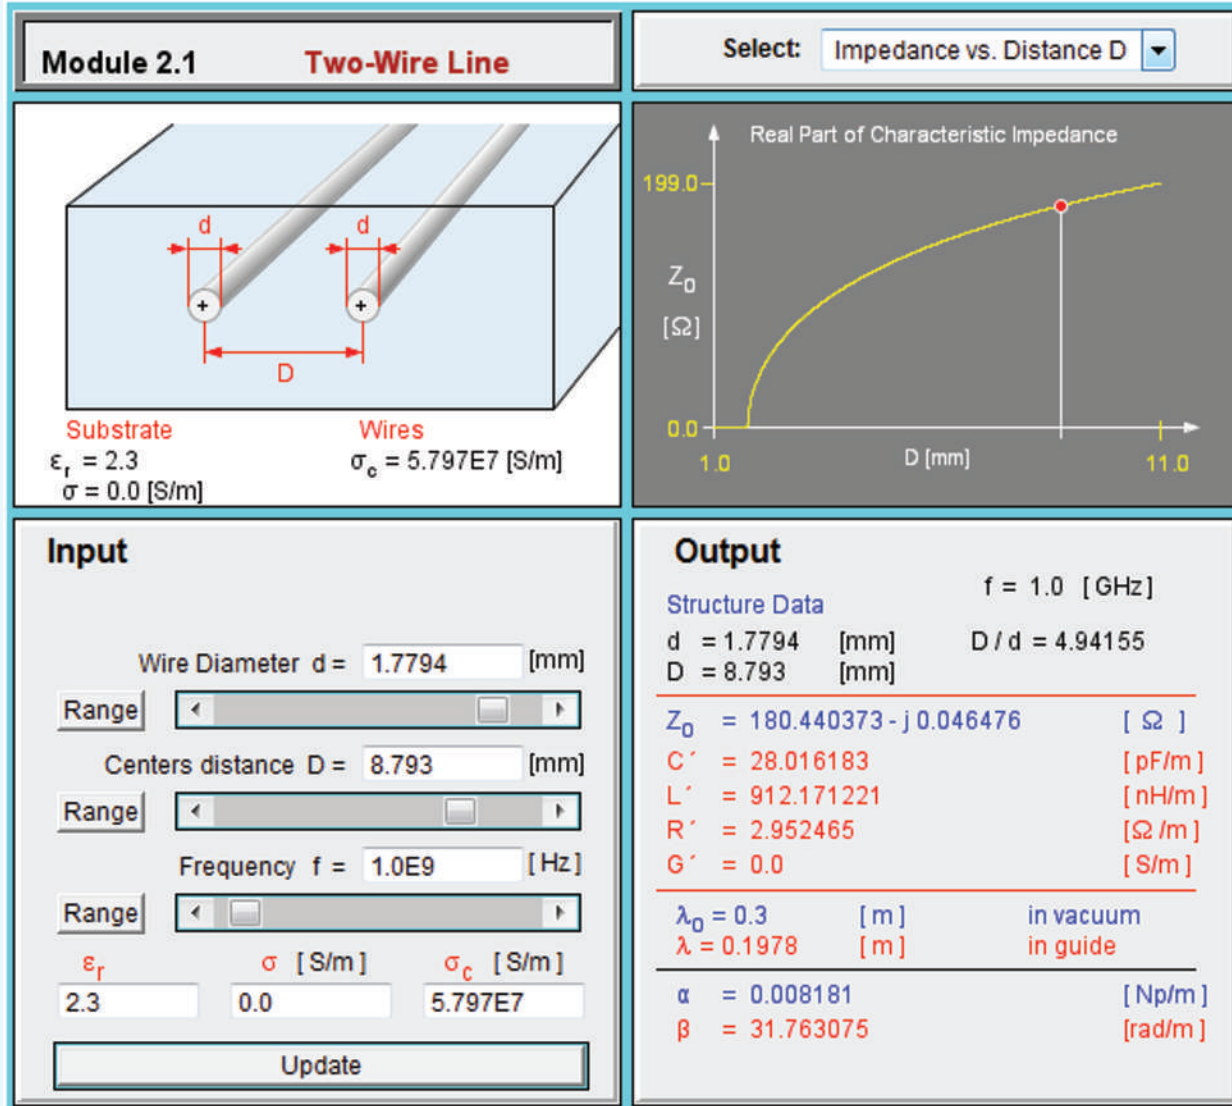 Module 2.1 Two-Wire Line
Select: Impedance vs. Distance D
d d
+ +
D
Substrate Wires
εr = 2.3 σc = 5.797E7 [S/m]
σ = 0.0 [S/m]
Real Part of Characteristic Impedance
199.0
Z0
[Ω]
0.0
1.0 D [mm] 11.0
Input
Wire Diameter d = 1.7794 [mm]
Range
Centers distance D = 8.793 [mm]
Range
Frequency f = 1.0E9 [Hz]
Range
εr σ [S/m] σc [S/m]
2.3 0.0 5.797E7
Update
Output
f = 1.0 [GHz]
Structure Data
d = 1.7794 [mm] D / d = 4.94155
D = 8.793 [mm]
Z0 = 180.440373 - j 0.046476 [Ω]
C´ = 28.016183 [pF/m]
L´ = 912.171221 [nH/m]
R´ = 2.952465 [Ω/m]
G´ = 0.0 [S/m]
λ0 = 0.3 [m] in vacuum
λ = 0.1978 [m] in guide
α = 0.008181 [Np/m]
β = 31.763075 [rad/m]